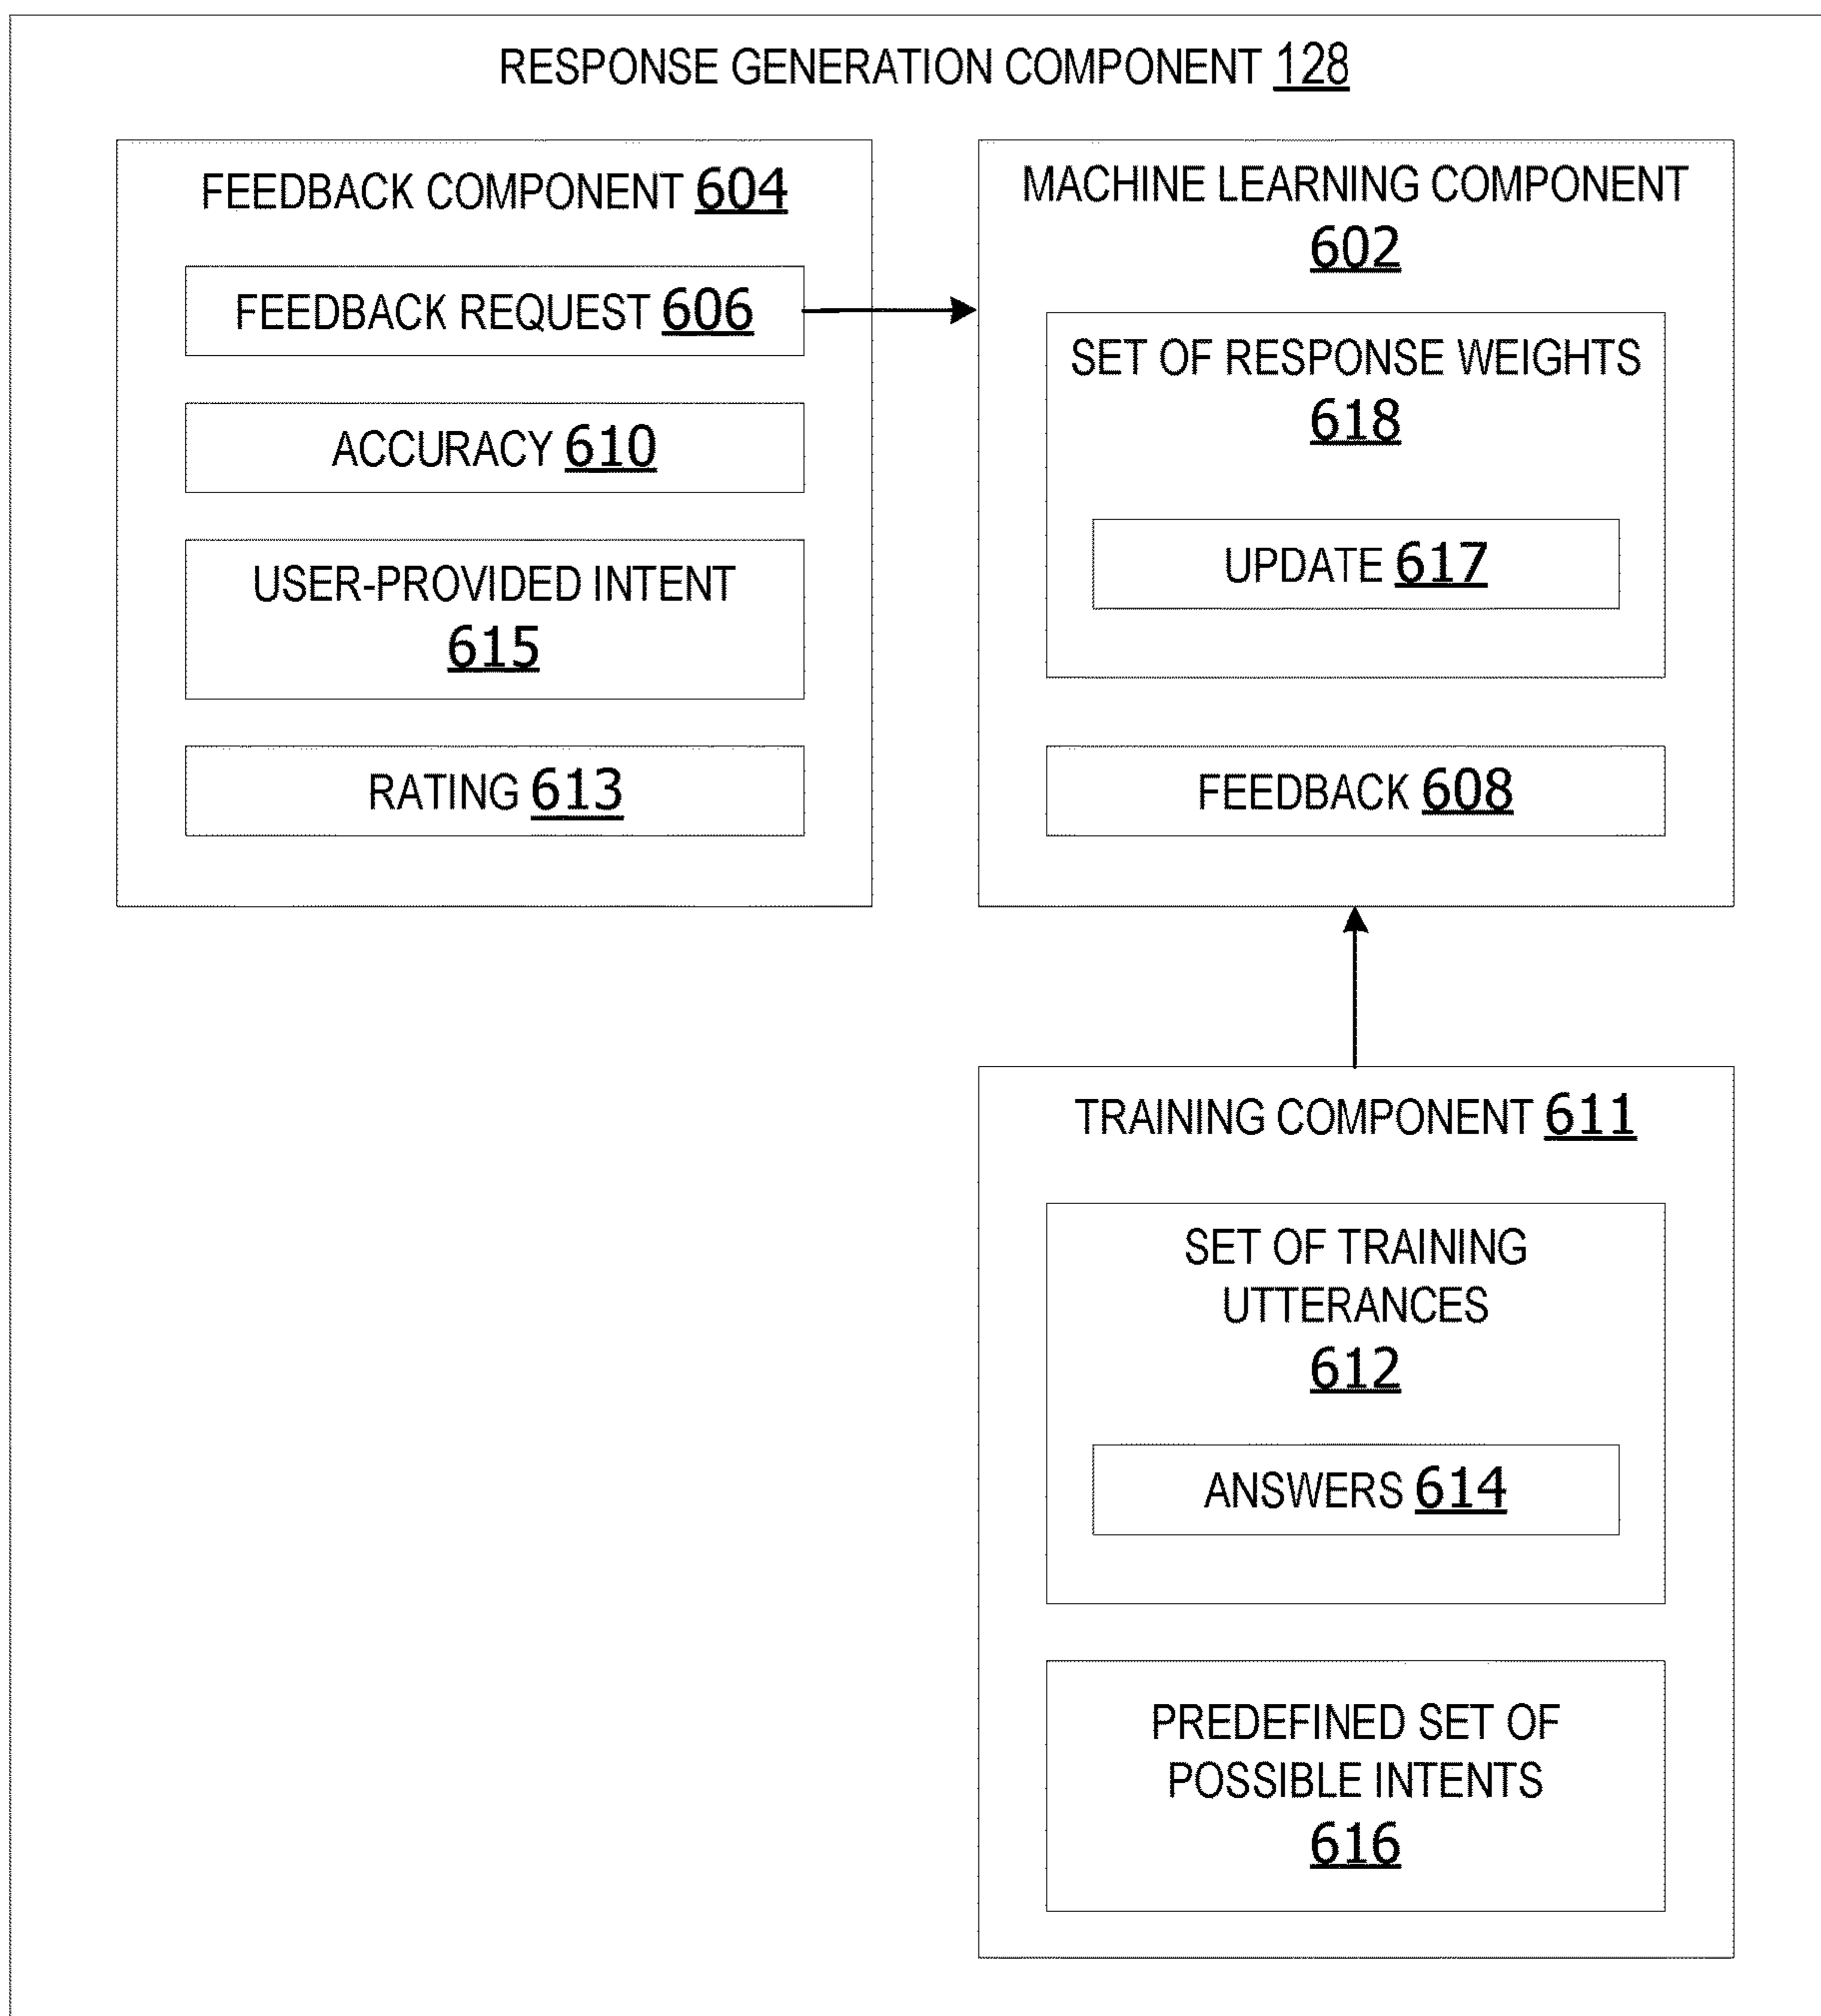 RESPONSE GENERATION COMPONENT 128
FEEDBACK COMPONENT 604
FEEDBACK REQUEST 606
ACCURACY 610
USER-PROVIDED INTENT
615
RATING 613
MACHINE LEARNING COMPONENT
602
SET OF RESPONSE WEIGHTS
618
UPDATE 617
FEEDBACK 608
TRAINING COMPONENT 611
SET OF TRAINING
UTTERANCES
612
ANSWERS 614
PREDEFINED SET OF
POSSIBLE INTENTS
616